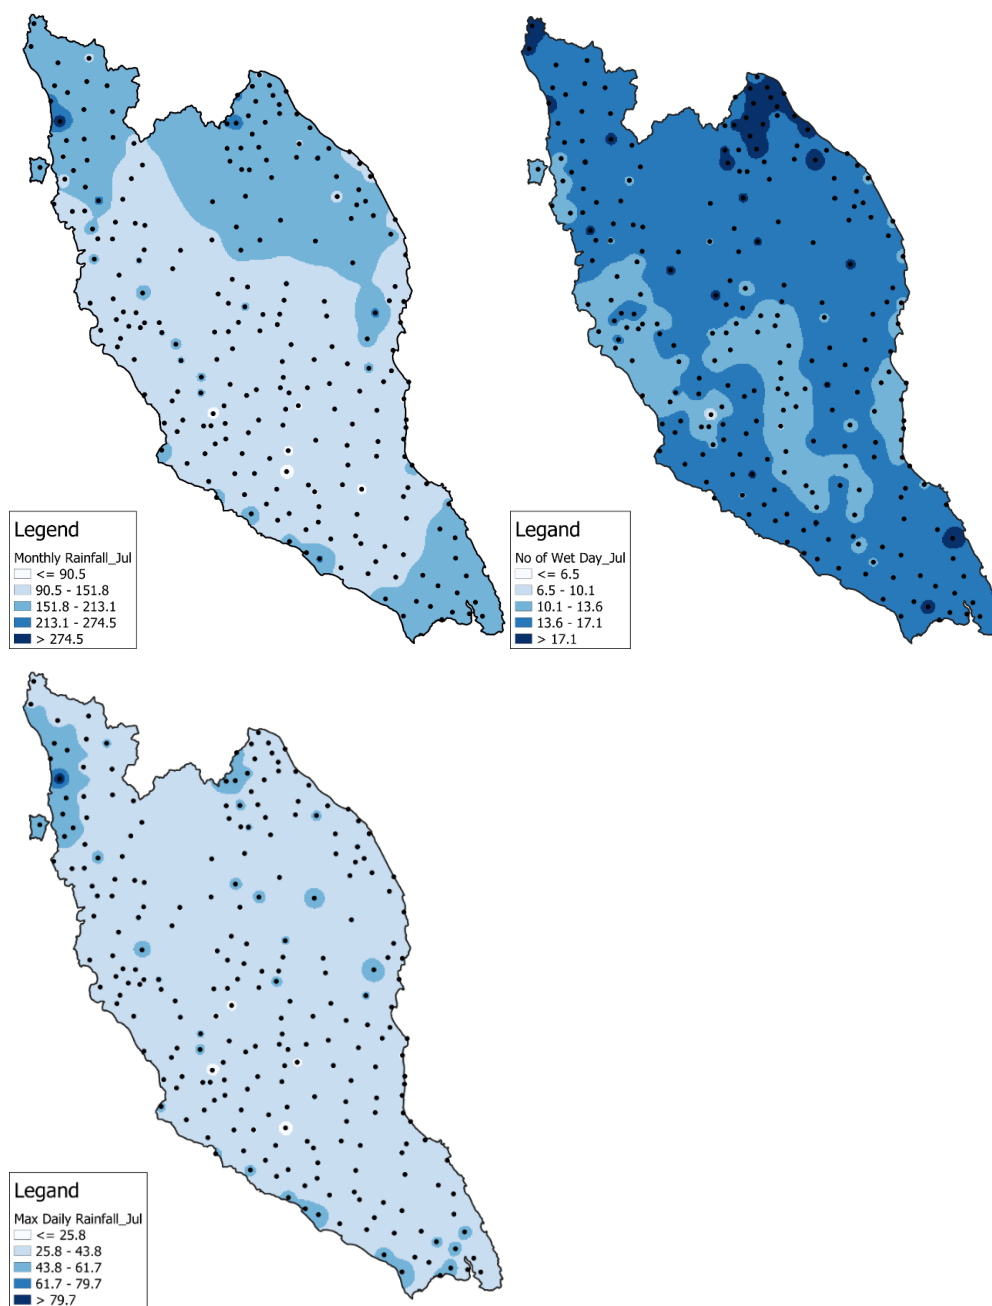 Legend
Monthly Rainfall_Jul
<= 90.5
90.5 - 151.8
151.8 - 213.1
213.1 - 274.5
> 274.5
Legand
No of Wet Day_Jul
<= 6.5
6.5 - 10.1
10.1 - 13.6
13.6 - 17.1
> 17.1
Legand
Max Daily Rainfall_Jul
<= 25.8
25.8 - 43.8
43.8 - 61.7
61.7 - 79.7
> 79.7